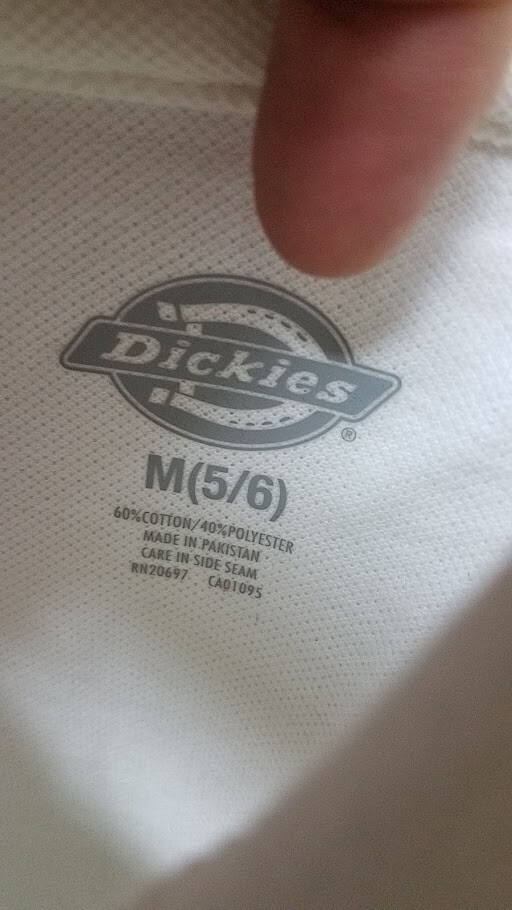 Dickies
®
M(5/6)
60%COTTON/40%POLYESTER
MADE IN PAKISTAN
CARE IN SIDE SEAM
RN20697 CA01095